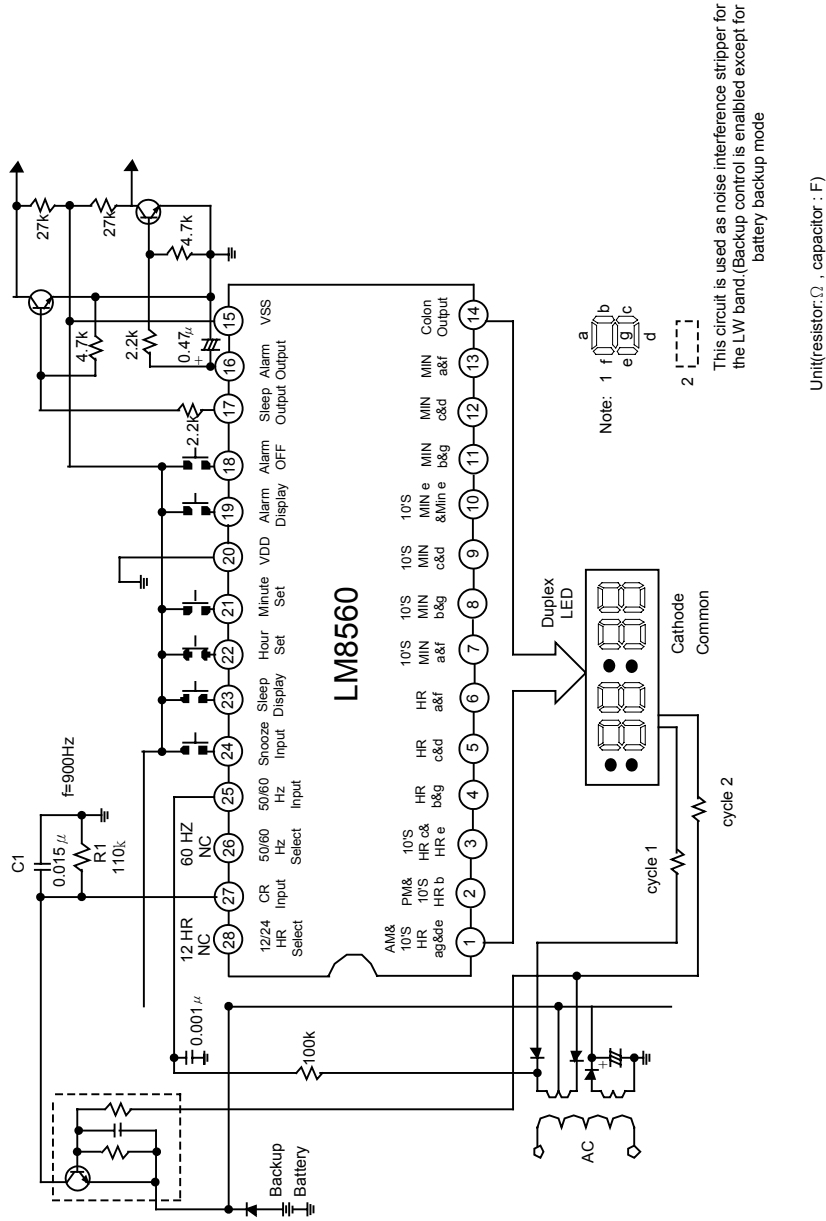 C1
0.015 μ
R1
110k
f=900Hz
27k
27k
4.7k
4.7k
2.2k
0.47μ
+
2.2k
12 HR
NC
60 HZ
NC
28
27
26
25
24
23
22
21
20
19
18
17
16
15
12/24
HR
Select
CR
Input
50/60
Hz
Select
50/60
Hz
Input
Snooze
Input
Sleep
Display
Hour
Set
Minute
Set
VDD
Alarm
Display
Alarm
OFF
Sleep
Output
Alarm
Output
VSS
LM8560
AM&
10'S
HR
ag&de
PM&
10'S
HR b
10'S
HR c&
HR e
HR
b&g
HR
c&d
HR
a&f
10'S
MIN
a&f
10'S
MIN
b&g
10'S
MIN
c&d
10'S
MIN e
&Min e
MIN
b&g
MIN
c&d
MIN
a&f
Colon
Output
1
2
3
4
5
6
7
8
9
10
11
12
13
14
0.001 μ
100k
Backup
Battery
+
AC
cycle 1
cycle 2
Duplex
LED
Cathode
Common
Note: 1
a
f
b
g
e
c
d
2
This circuit is used as noise interference stripper for
the LW band.(Backup control is enalbled except for
battery backup mode
Unit(resistor:Ω , capacitor : F)